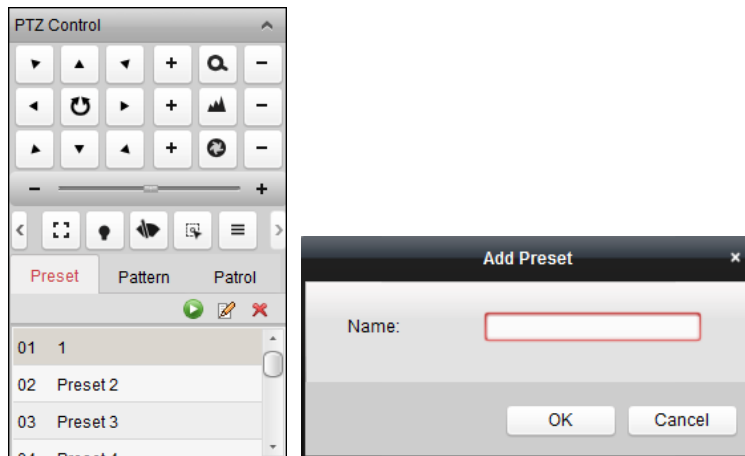 PTZ Control
Preset
Pattern
Patrol
01 1
02 Preset 2
03 Preset 3
Add Preset
Name:
OK
Cancel